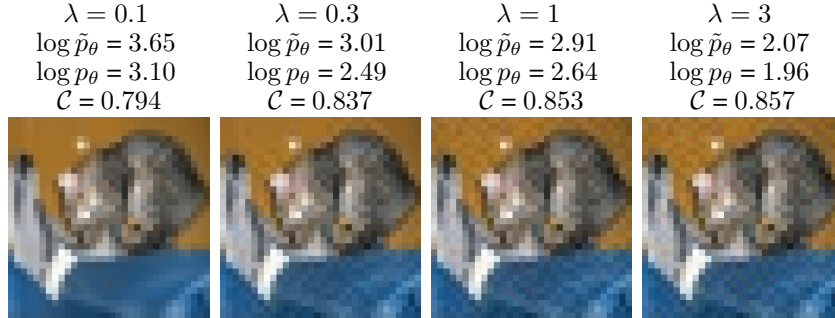 λ = 0.1
log p̃θ = 3.65
log pθ = 3.10
𝒞 = 0.794
λ = 0.3
log p̃θ = 3.01
log pθ = 2.49
𝒞 = 0.837
λ = 1
log p̃θ = 2.91
log pθ = 2.64
𝒞 = 0.853
λ = 3
log p̃θ = 2.07
log pθ = 1.96
𝒞 = 0.857